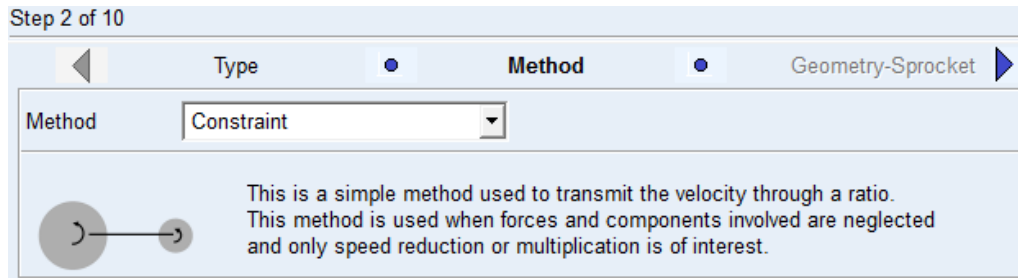 Step 2 of 10
Type Method Geometry-Sprocket
Method Constraint
This is a simple method used to transmit the velocity through a ratio.
This method is used when forces and components involved are neglected
and only speed reduction or multiplication is of interest.